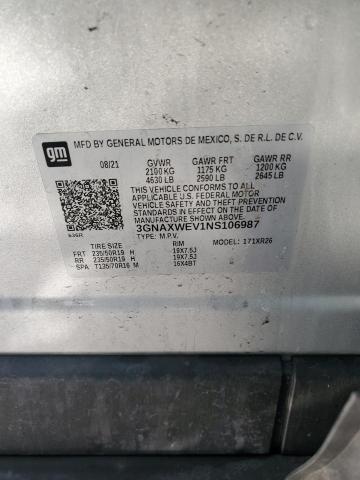 gm
MFD BY GENERAL MOTORS DE MEXICO, S. DE R.L. DE C.V.
08/21 GVWR GAWR FRT GAWR RR
2100 KG 1175 KG 1200 KG
4630 LB 2590 LB 2645 LB
THIS VEHICLE CONFORMS TO ALL
APPLICABLE U.S. FEDERAL MOTOR
VEHICLE SAFETY, BUMPER, AND
THEFT PREVENTION STANDARDS
IN EFFECT ON THE DATE OF
MANUFACTURE SHOWN ABOVE.
3GNAXWEV1NS106987
TYPE: M.P.V. MODEL: 171XR26
TIRE SIZE RIM
FRT 235/50R19 H 19X7.5J
RR 235/50R19 H 19X7.5J
SPA T135/70R16 M 16X4BT